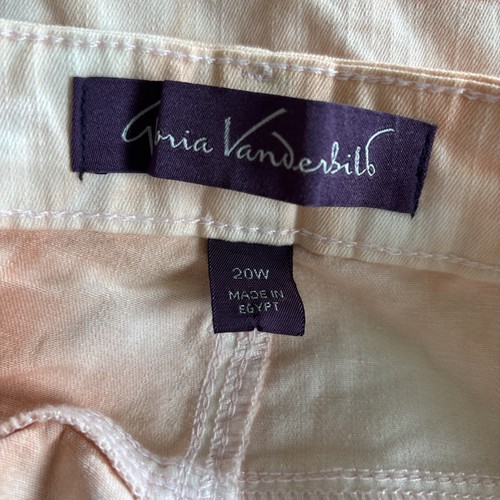 Gloria Vanderbilt
20W
MADE IN
EGYPT